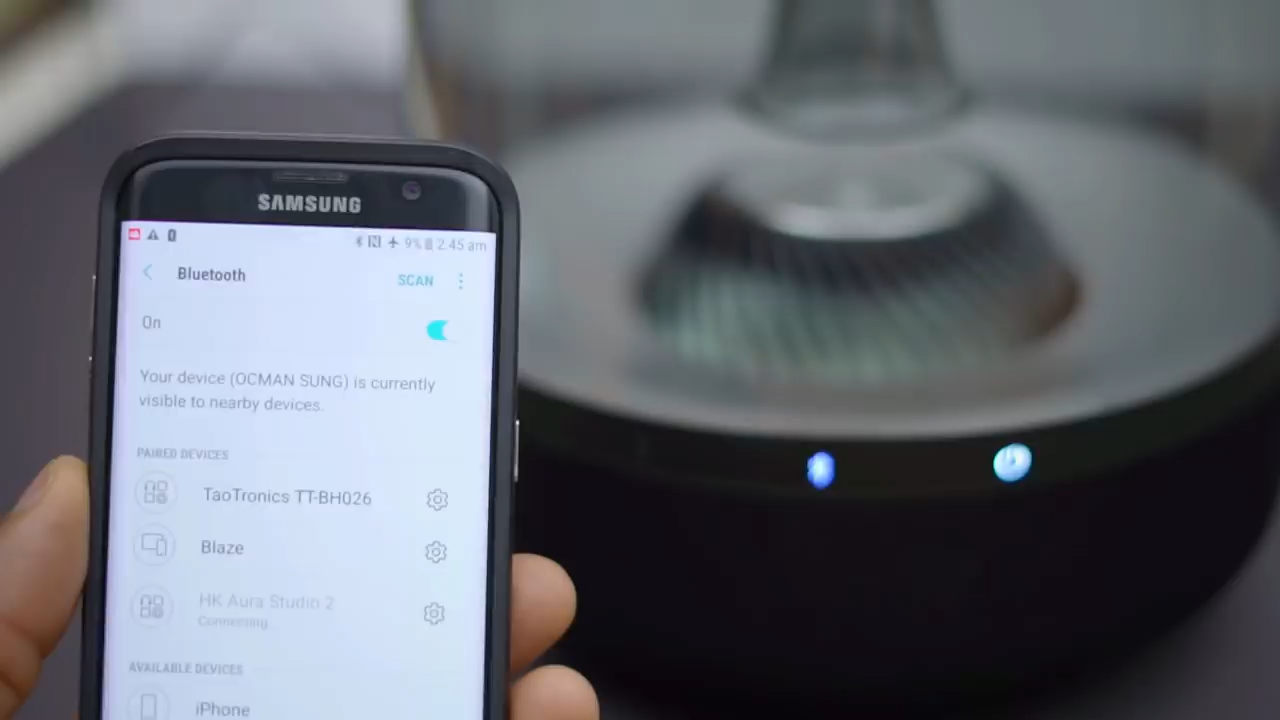 SAMSUNG
9% 2.45 am
Bluetooth
SCAN
On
Your device (OCMAN SUNG) is currently
visible to nearby devices.
PAIRED DEVICES
TaoTronics TT-BH026
Blaze
HK Aura Studio 2
Connecting...
AVAILABLE DEVICES
iPhone